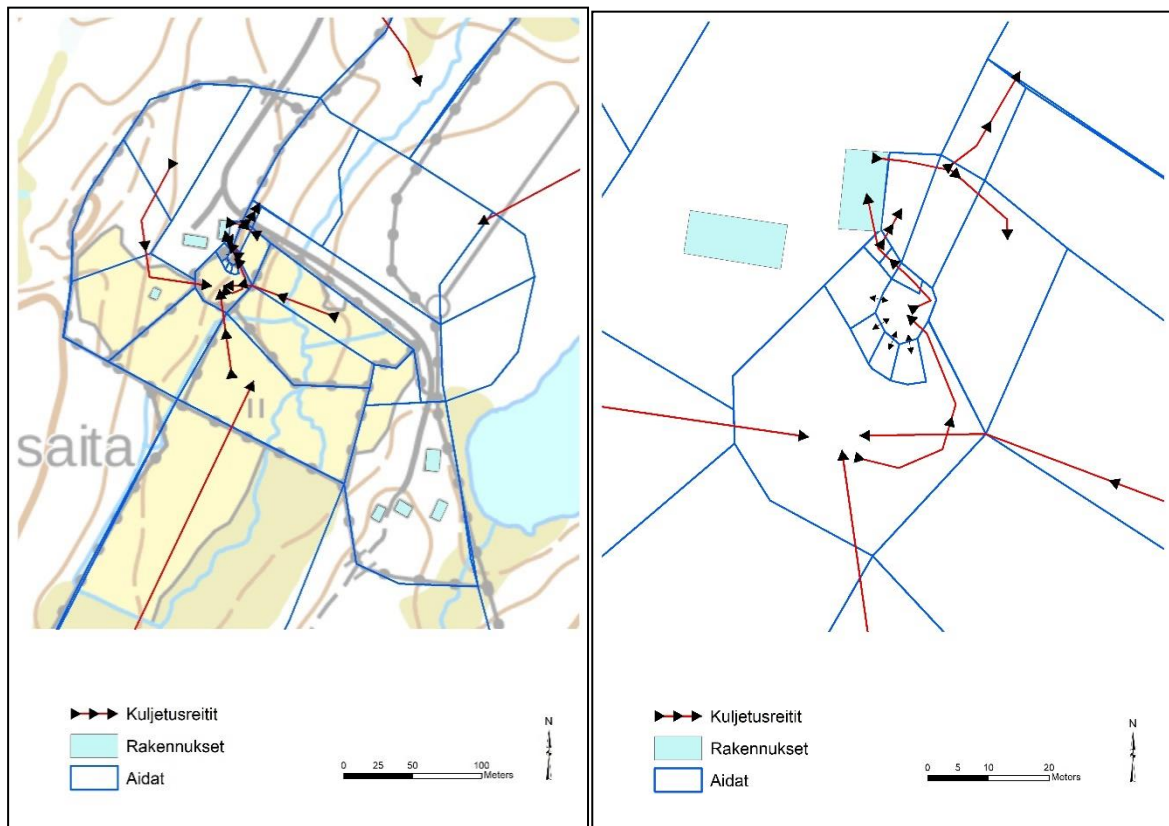 saita
Kuljetusreitit
Rakennukset
Aidat
N
0 25 50 100
Meters
Kuljetusreitit
Rakennukset
Aidat
N
0 5 10 20
Meters